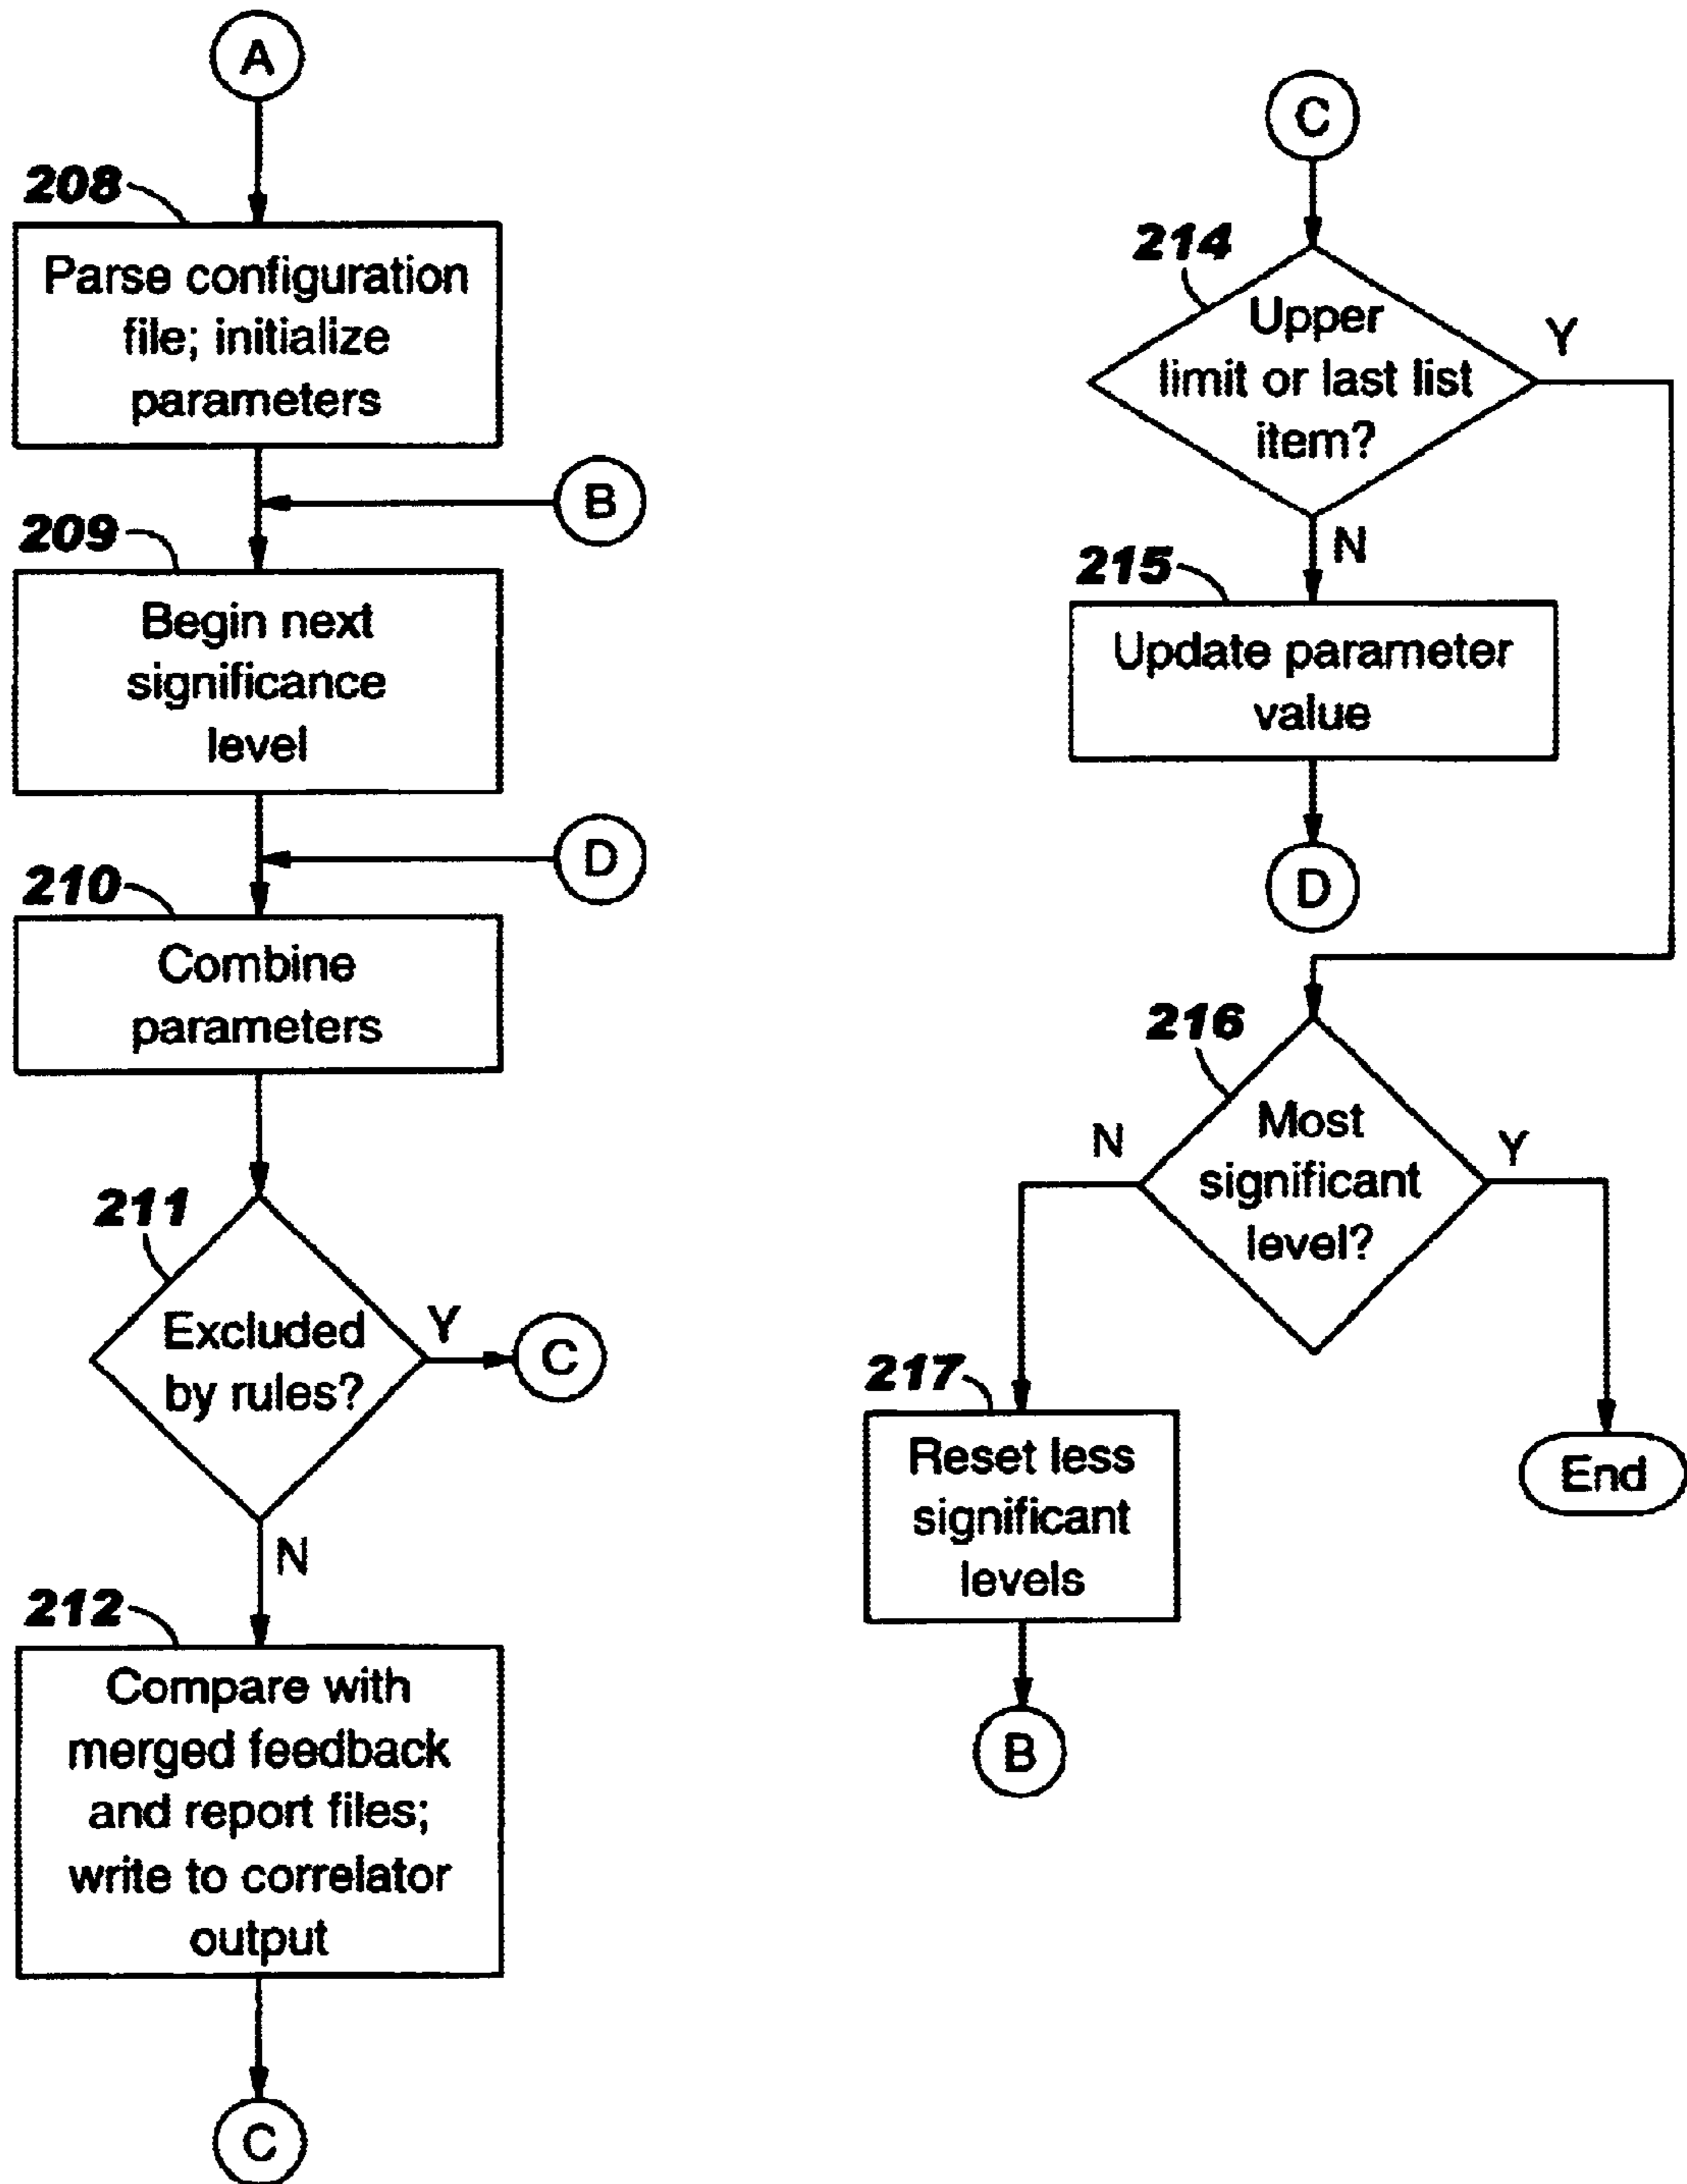 A
208
Parse configuration
file; initialize
parameters
B
209
Begin next
significance
level
D
210
Combine
parameters
211
Excluded
by rules?
Y
C
N
212
Compare with
merged feedback
and report files;
write to correlator
output
C
C
214
Upper
limit or last list
item?
Y
N
215
Update parameter
value
D
216
Most
significant
level?
N
Y
217
Reset less
significant
levels
End
B